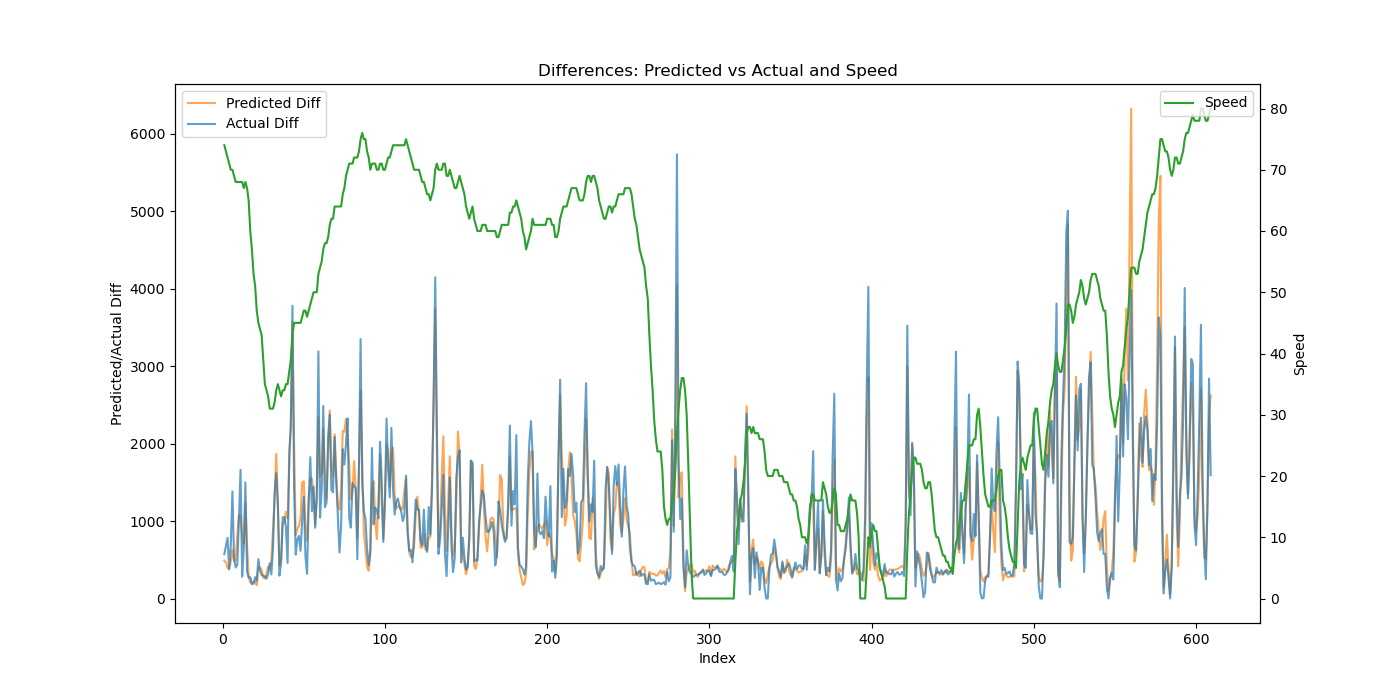 Differences: Predicted vs Actual and Speed
Predicted Diff
Actual Diff
Speed
6000
5000
4000
3000
2000
1000
0
Predicted/Actual Diff
80
70
60
50
40
30
20
10
0
Speed
0 100 200 300 400 500 600
Index